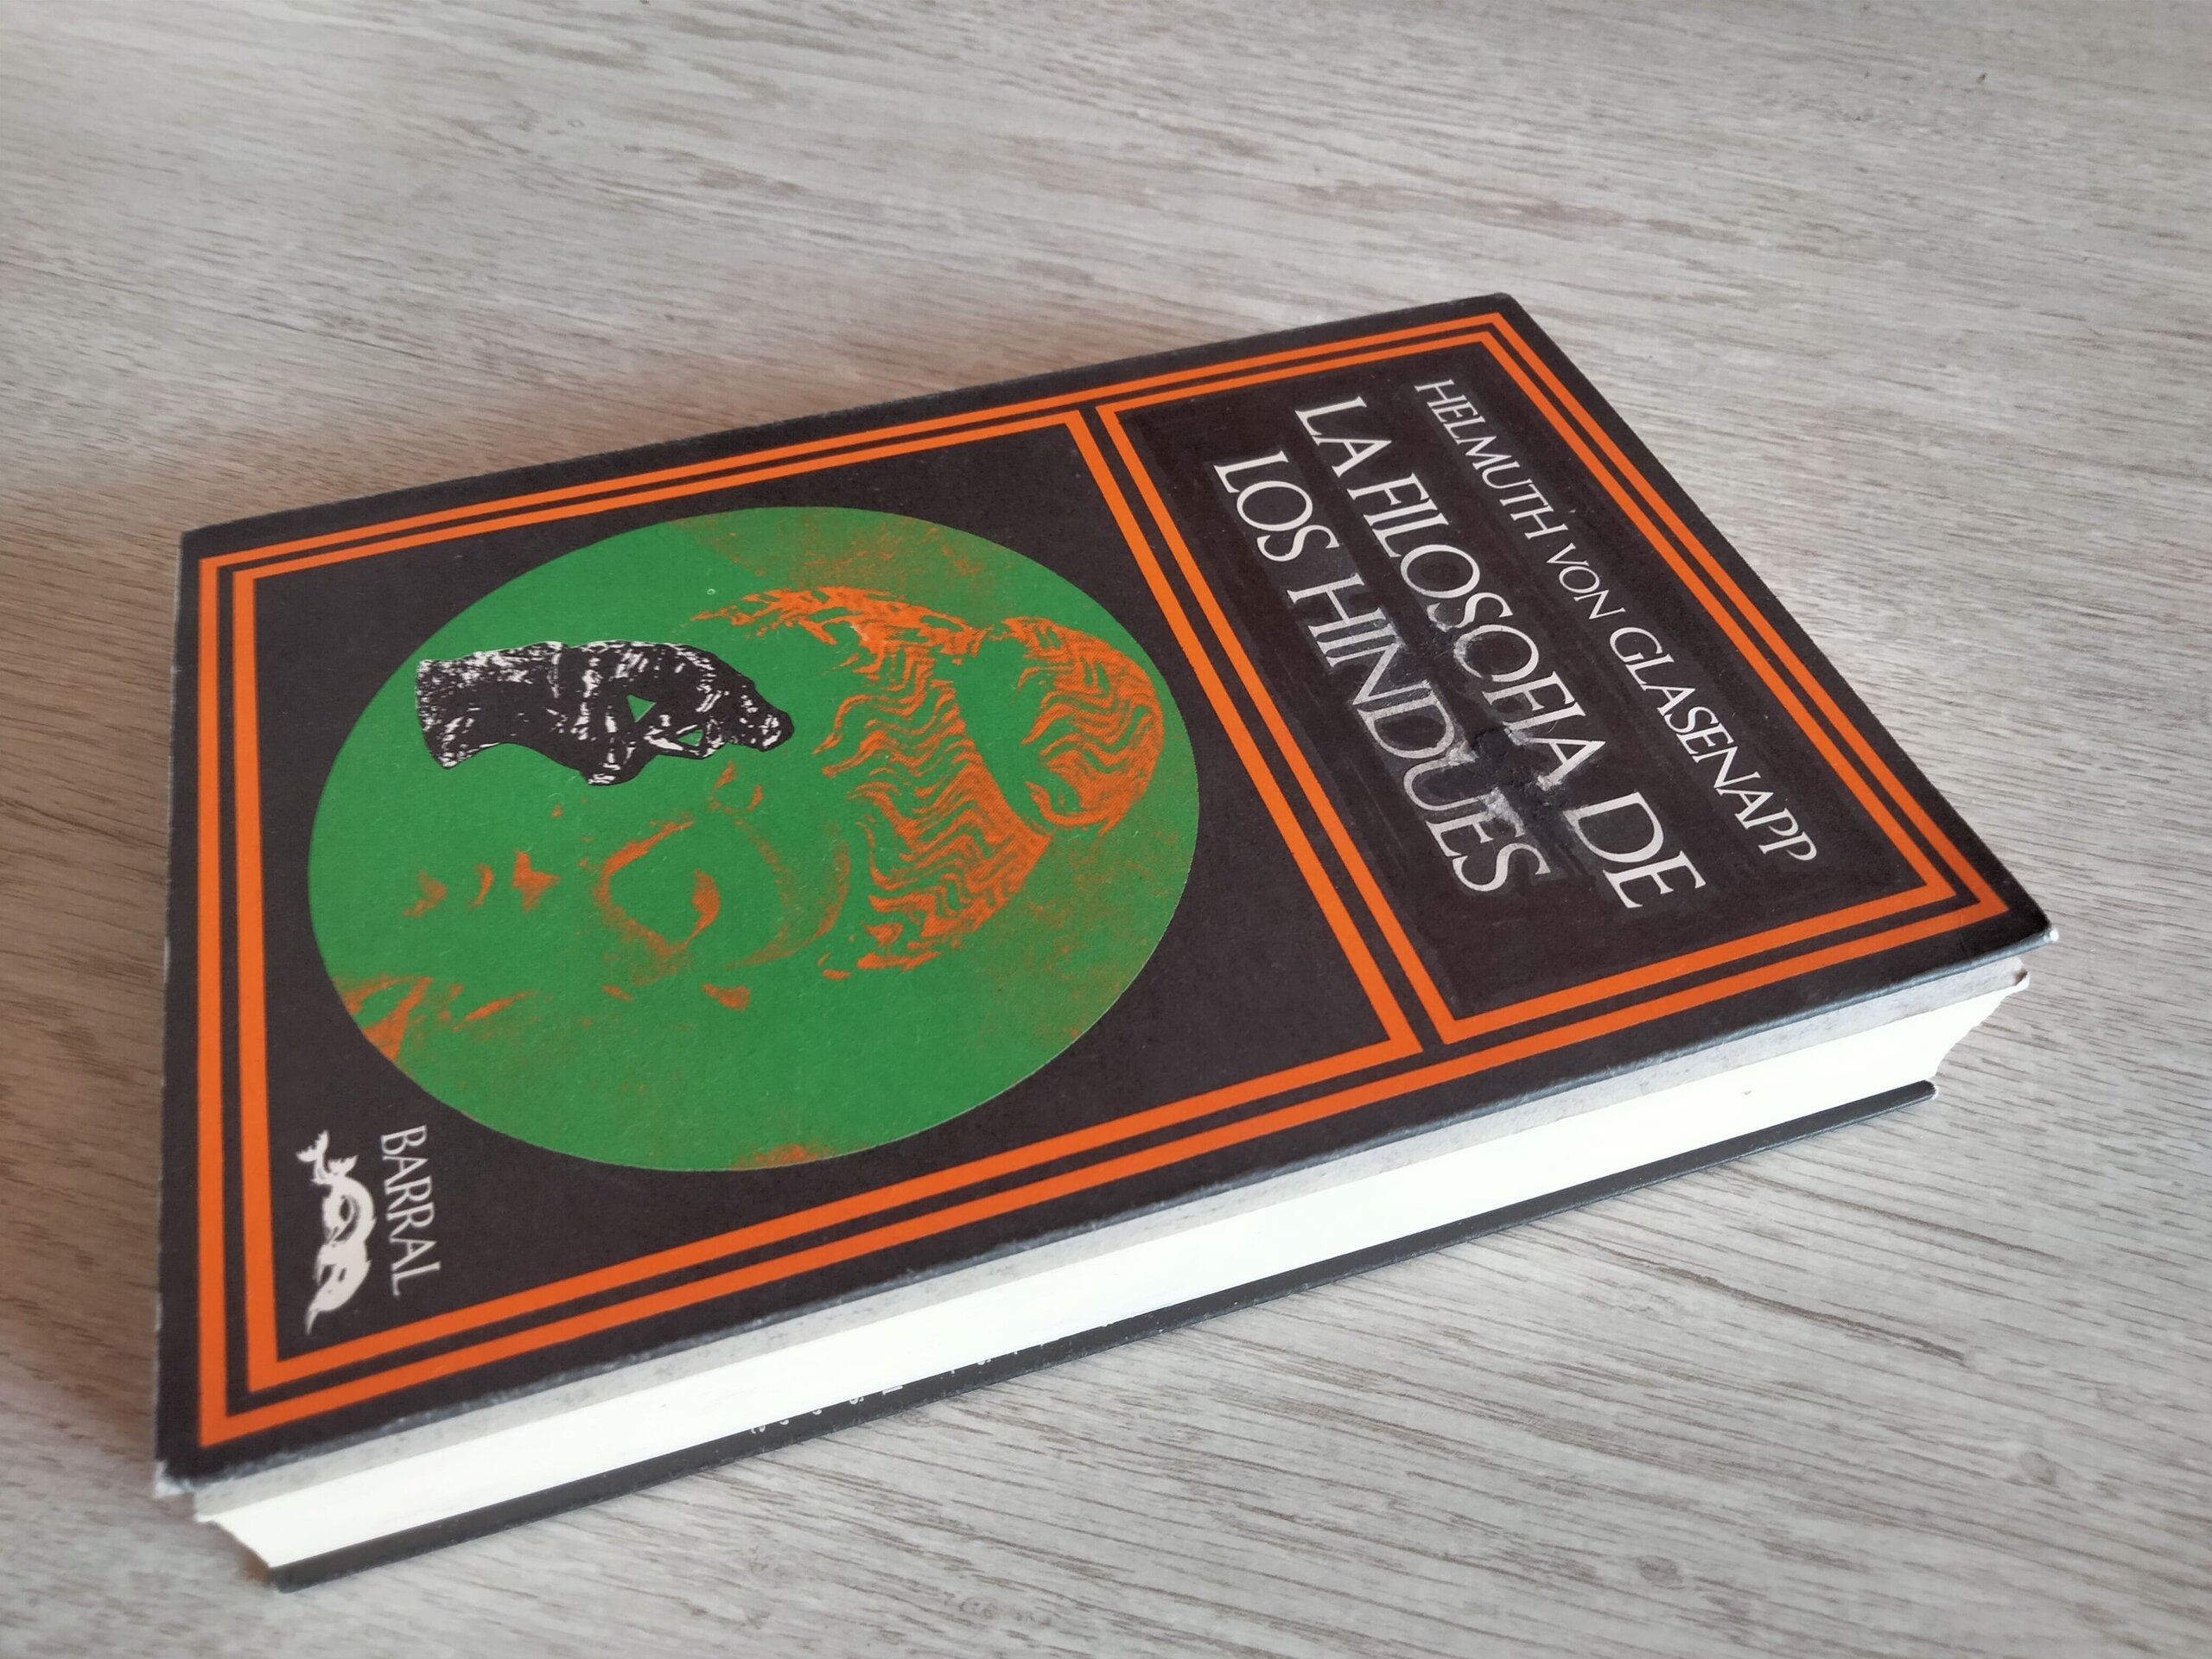 HELMUTH VON GLASENAPP
LA FILOSOFIA DE
LOS HINDUES
BARRAL